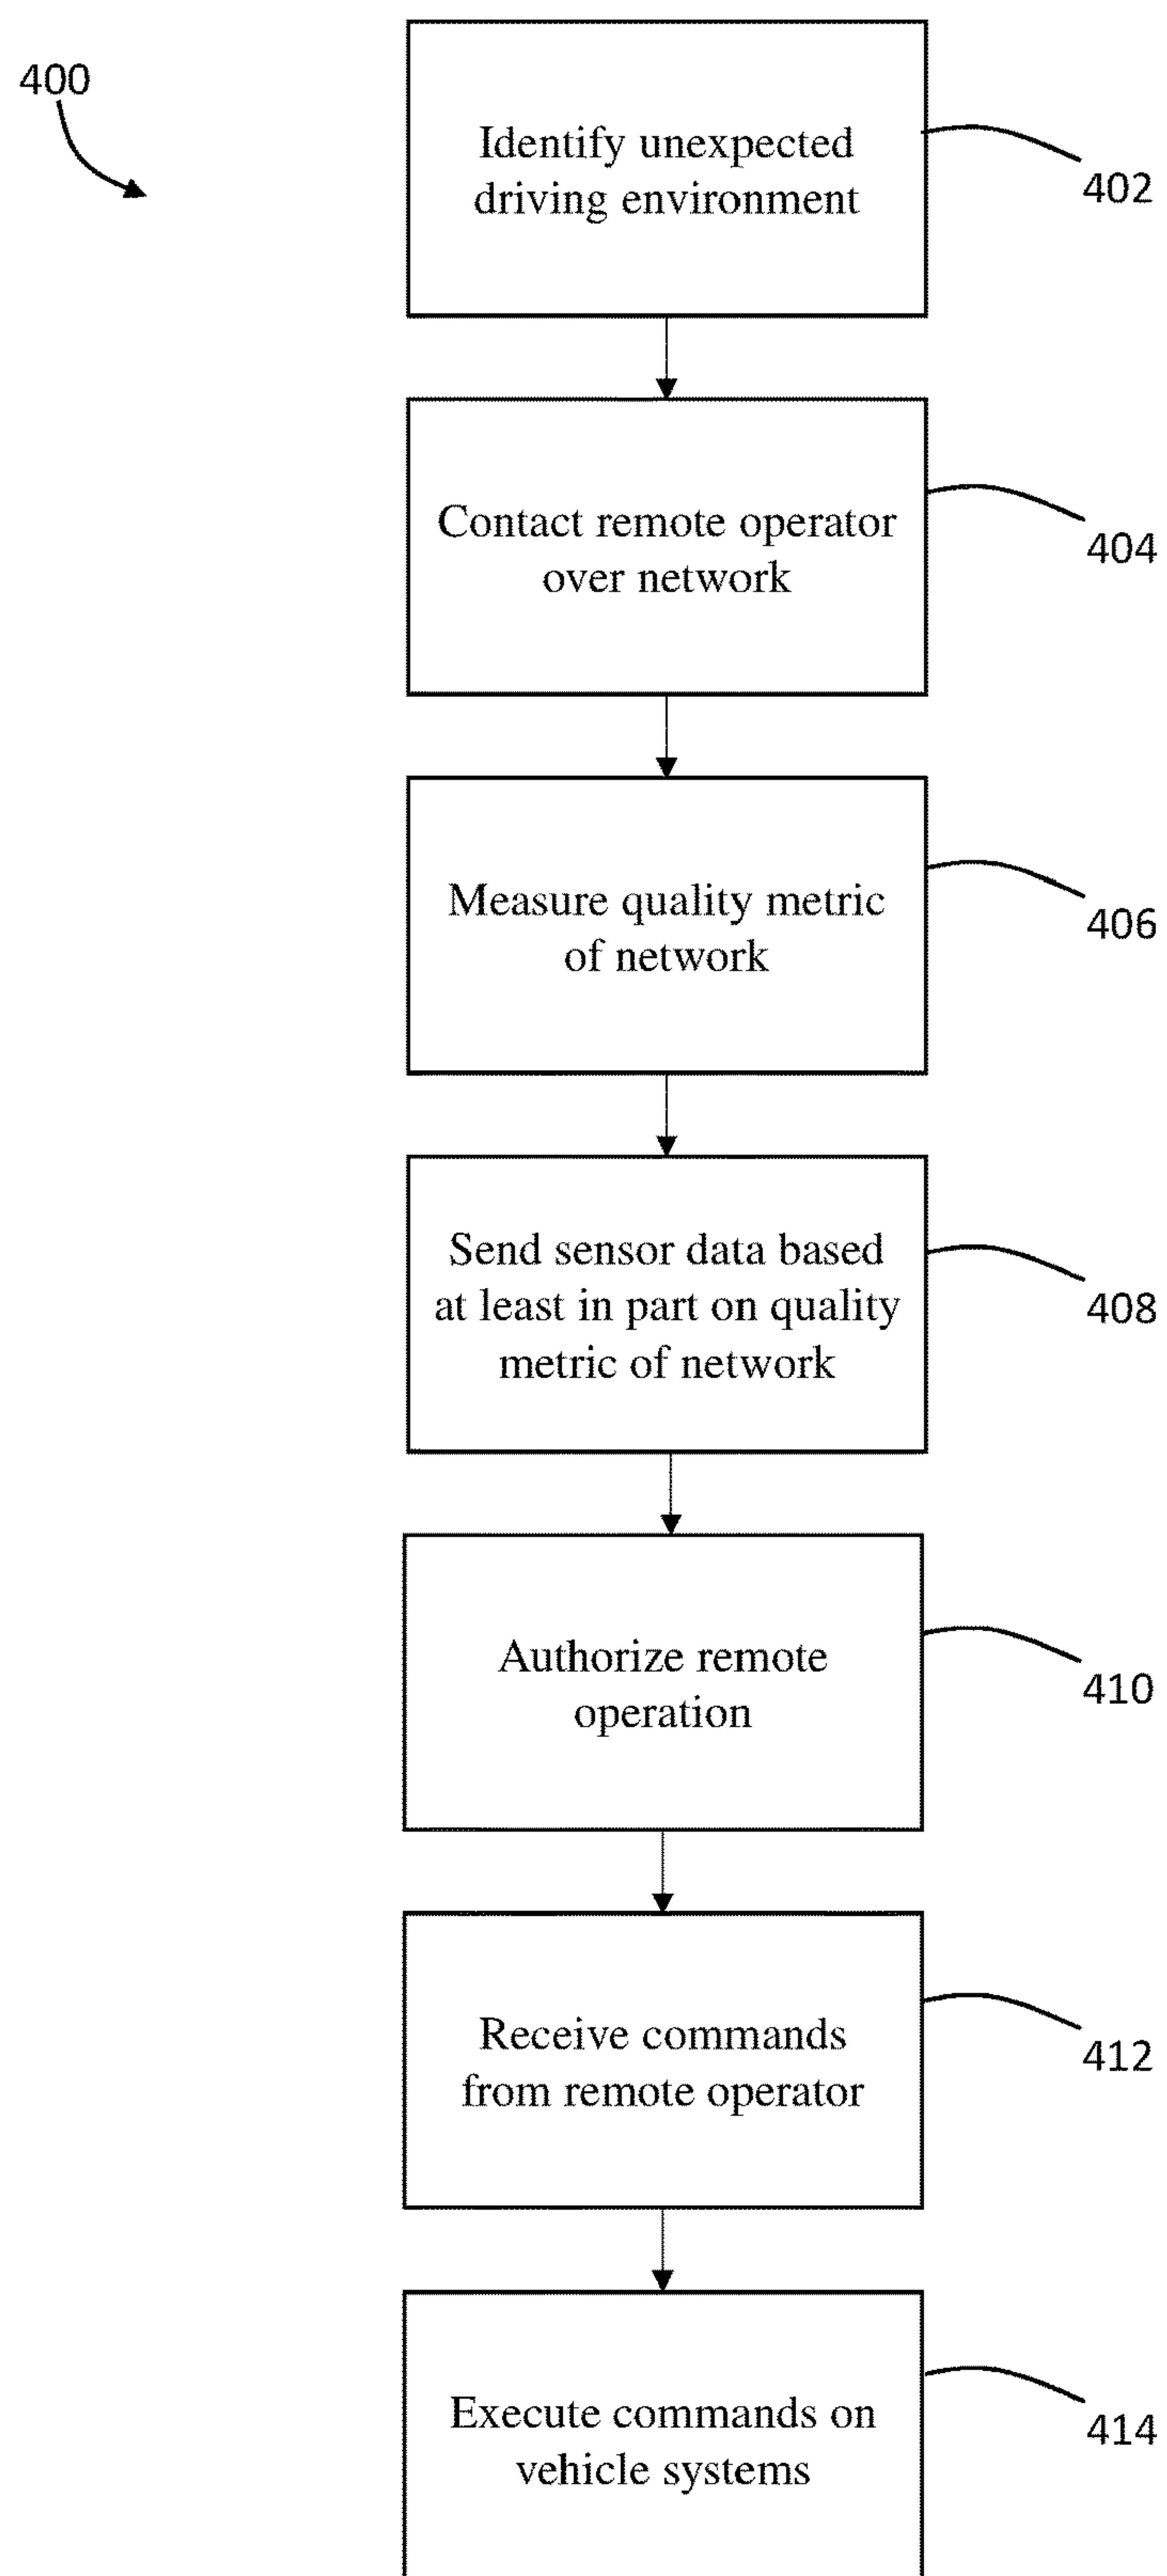 400
Identify unexpected
driving environment
402
Contact remote operator
over network
404
Measure quality metric
of network
406
Send sensor data based
at least in part on quality
metric of network
408
Authorize remote
operation
410
Receive commands
from remote operator
412
Execute commands on
vehicle systems
414